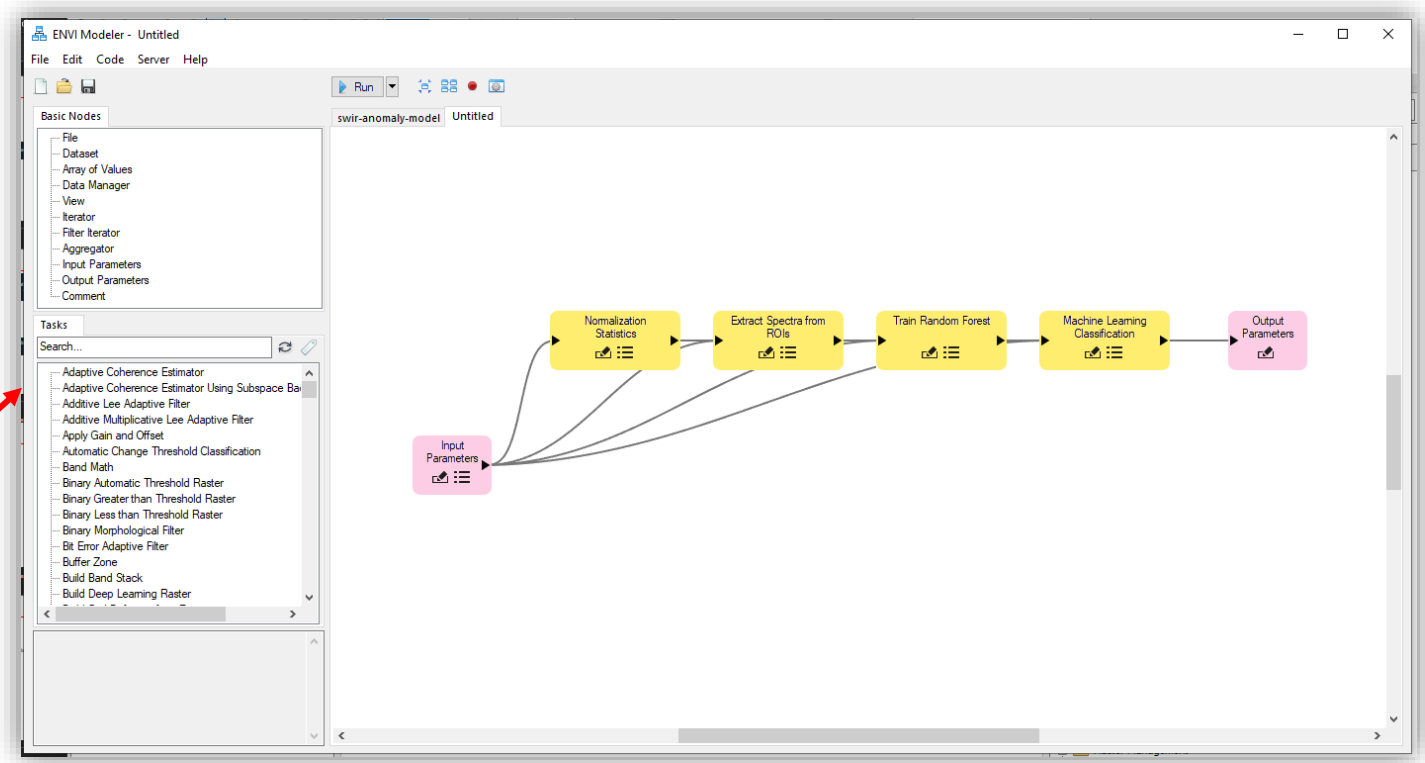 ENVI Modeler - Untitled
File Edit Code Server Help
Run
Basic Nodes
swir-anomaly-model Untitled
File
Dataset
Array of Values
Data Manager
View
Iterator
Filter Iterator
Aggregator
Input Parameters
Output Parameters
Comment
Tasks
Search...
Adaptive Coherence Estimator
Adaptive Coherence Estimator Using Subspace Ba
Additive Lee Adaptive Filter
Additive Multiplicative Lee Adaptive Filter
Apply Gain and Offset
Automatic Change Threshold Classification
Band Math
Binary Automatic Threshold Raster
Binary Greater than Threshold Raster
Binary Less than Threshold Raster
Binary Morphological Filter
Bit Error Adaptive Filter
Buffer Zone
Build Band Stack
Build Deep Learning Raster
Normalization
Statistics
Extract Spectra from
ROIs
Train Random Forest
Machine Learning
Classification
Output
Parameters
Input
Parameters